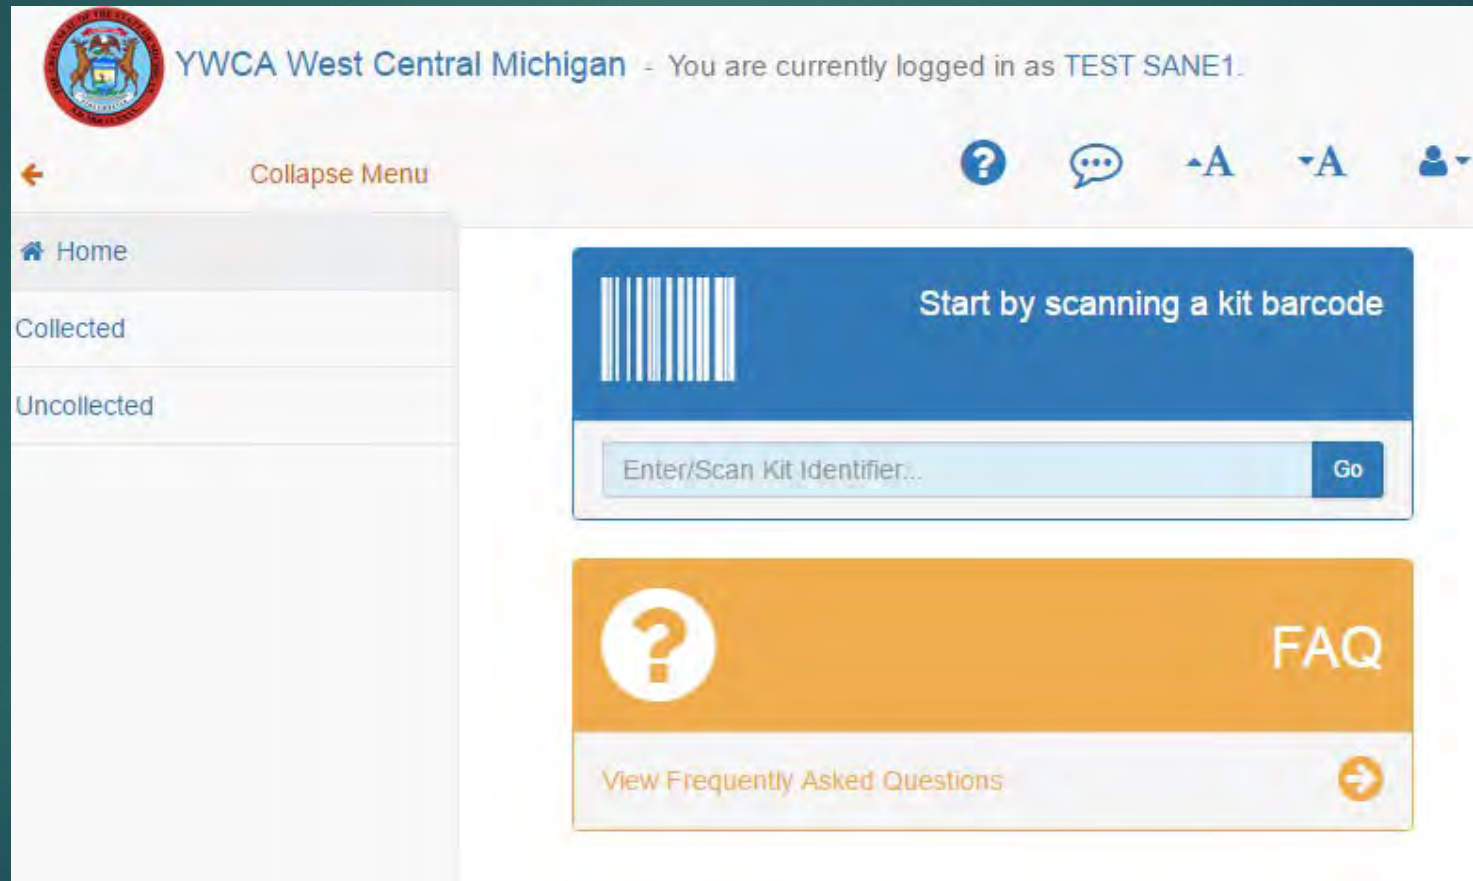 YWCA West Central Michigan - You are currently logged in as TEST SANE1.
Collapse Menu
A A
Home
Collected
Uncollected
Start by scanning a kit barcode
Enter/Scan Kit Identifier...
Go
FAQ
View Frequently Asked Questions